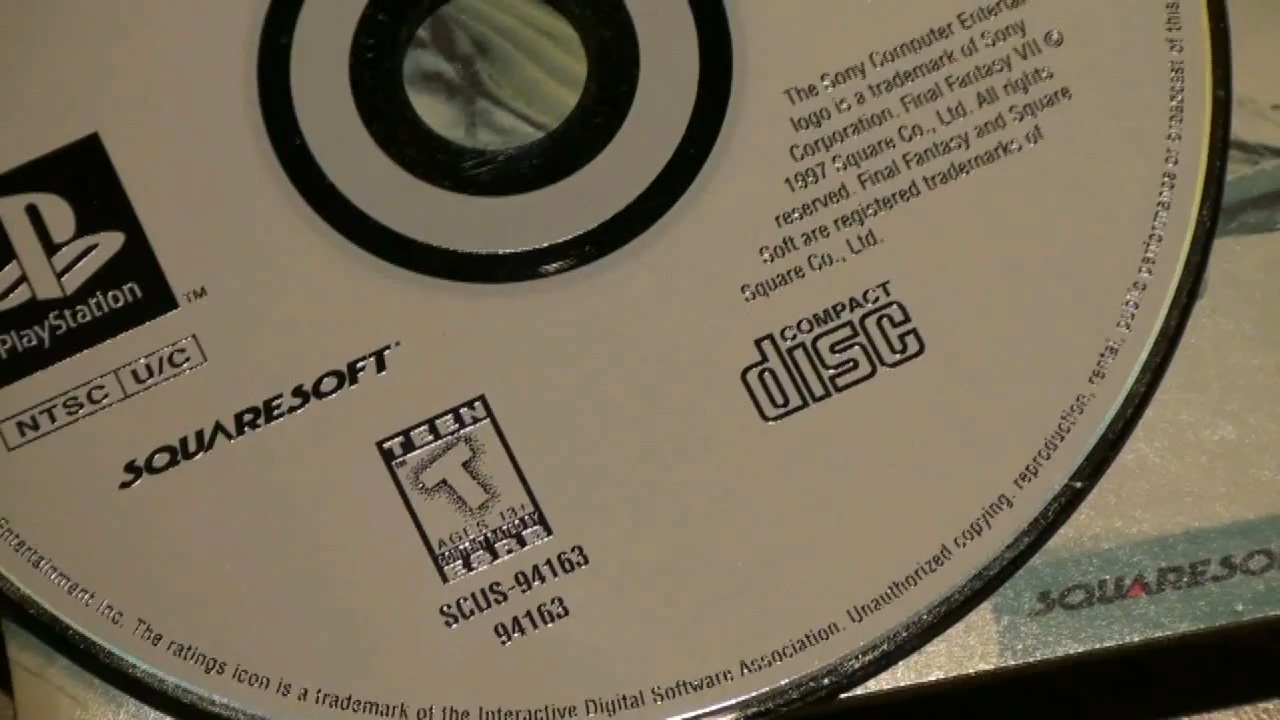 The Sony Computer
logo is a trademark of Sony
Corporation. Final Fantasy VII ©
1997 Square Co., Ltd. All rights
reserved. Final Fantasy and Square
Soft are registered trademarks of
Square Co., Ltd.
PlayStation TM
NTSC U/C
SQUARESOFT
COMPACT
disc
TEEN
T
AGES 13+
CONTENT RATED BY
ESRB
SCUS-94163
94163
Entertainment Inc. The ratings icon is a trademark of the Interactive Digital Software Association. Unauthorized copying, reproduction, rental, public performance or broadcast of this
SQUARESO